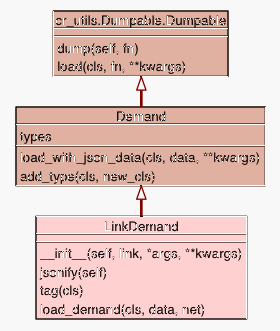 cr_utils.Dumpable.Dumpable
dump(self, fn)
load(cls, fn, **kwargs)
Demand
types
load_with_json_data(cls, data, **kwargs)
add_type(cls, new_cls)
LinkDemand
__init__(self, link, *args, **kwargs)
jsonify(self)
tag(cls)
load_demand(cls, data, net)